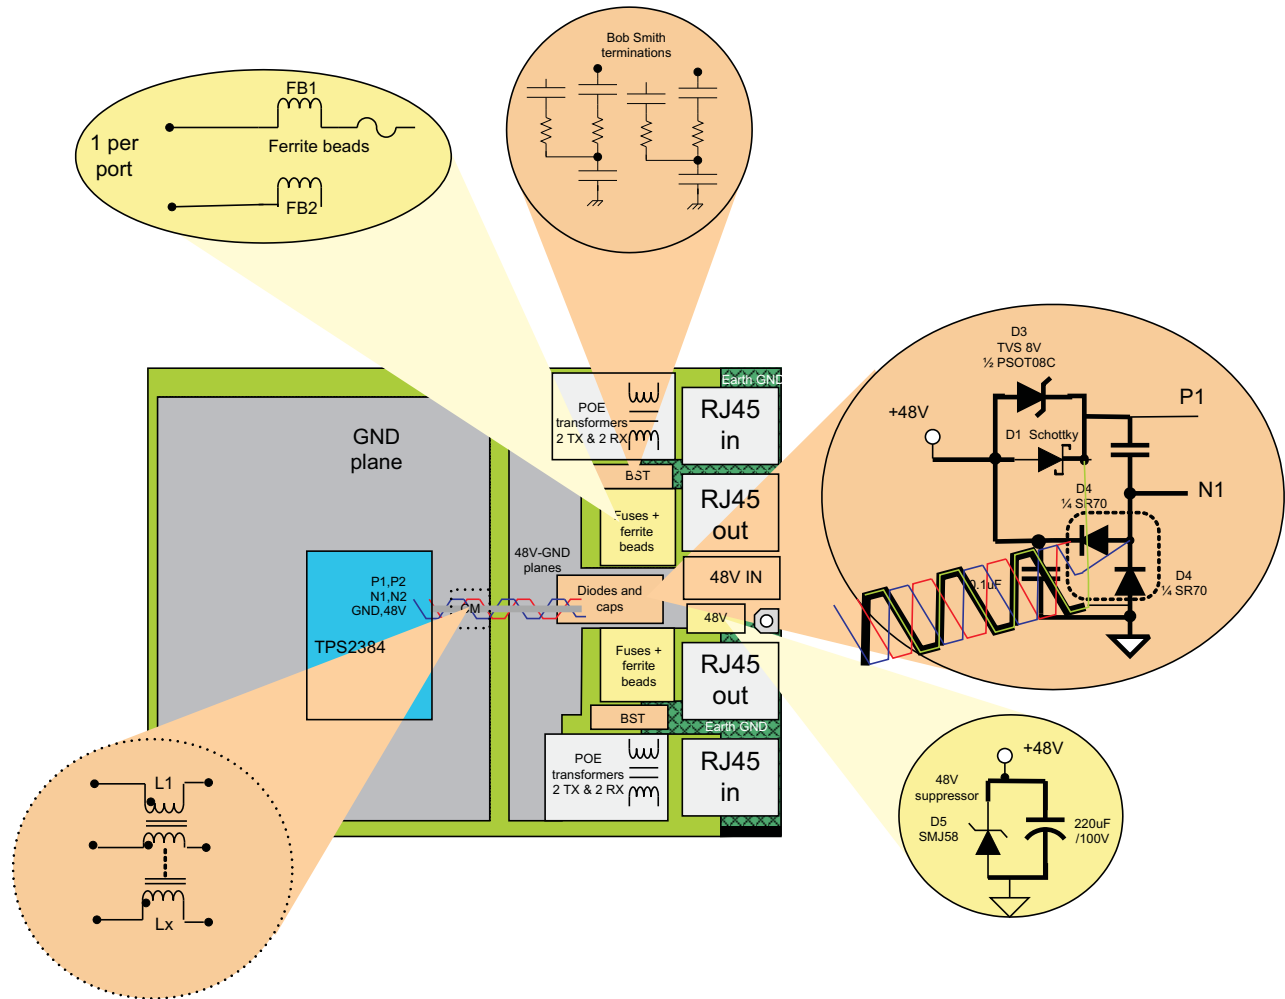 Bob Smith
terminations
FB1
1 per
port
Ferrite beads
FB2
D3
TVS 8V
½ PSOT08C
+48V
P1
D1 Schottky
D4
¼ SR70
N1
0.1uF
D4
¼ SR70
Earth GND
POE
transformers
2 TX & 2 RX
RJ45
in
GND
plane
BST
RJ45
out
Fuses +
ferrite
beads
48V-GND
planes
48V IN
P1,P2
N1,N2
GND,48V
CM
Diodes and
caps
48V
TPS2384
Fuses +
ferrite
beads
RJ45
out
BST
Earth GND
POE
transformers
2 TX & 2 RX
RJ45
in
+48V
48V
suppressor
D5
SMJ58
220uF
/100V
L1
Lx